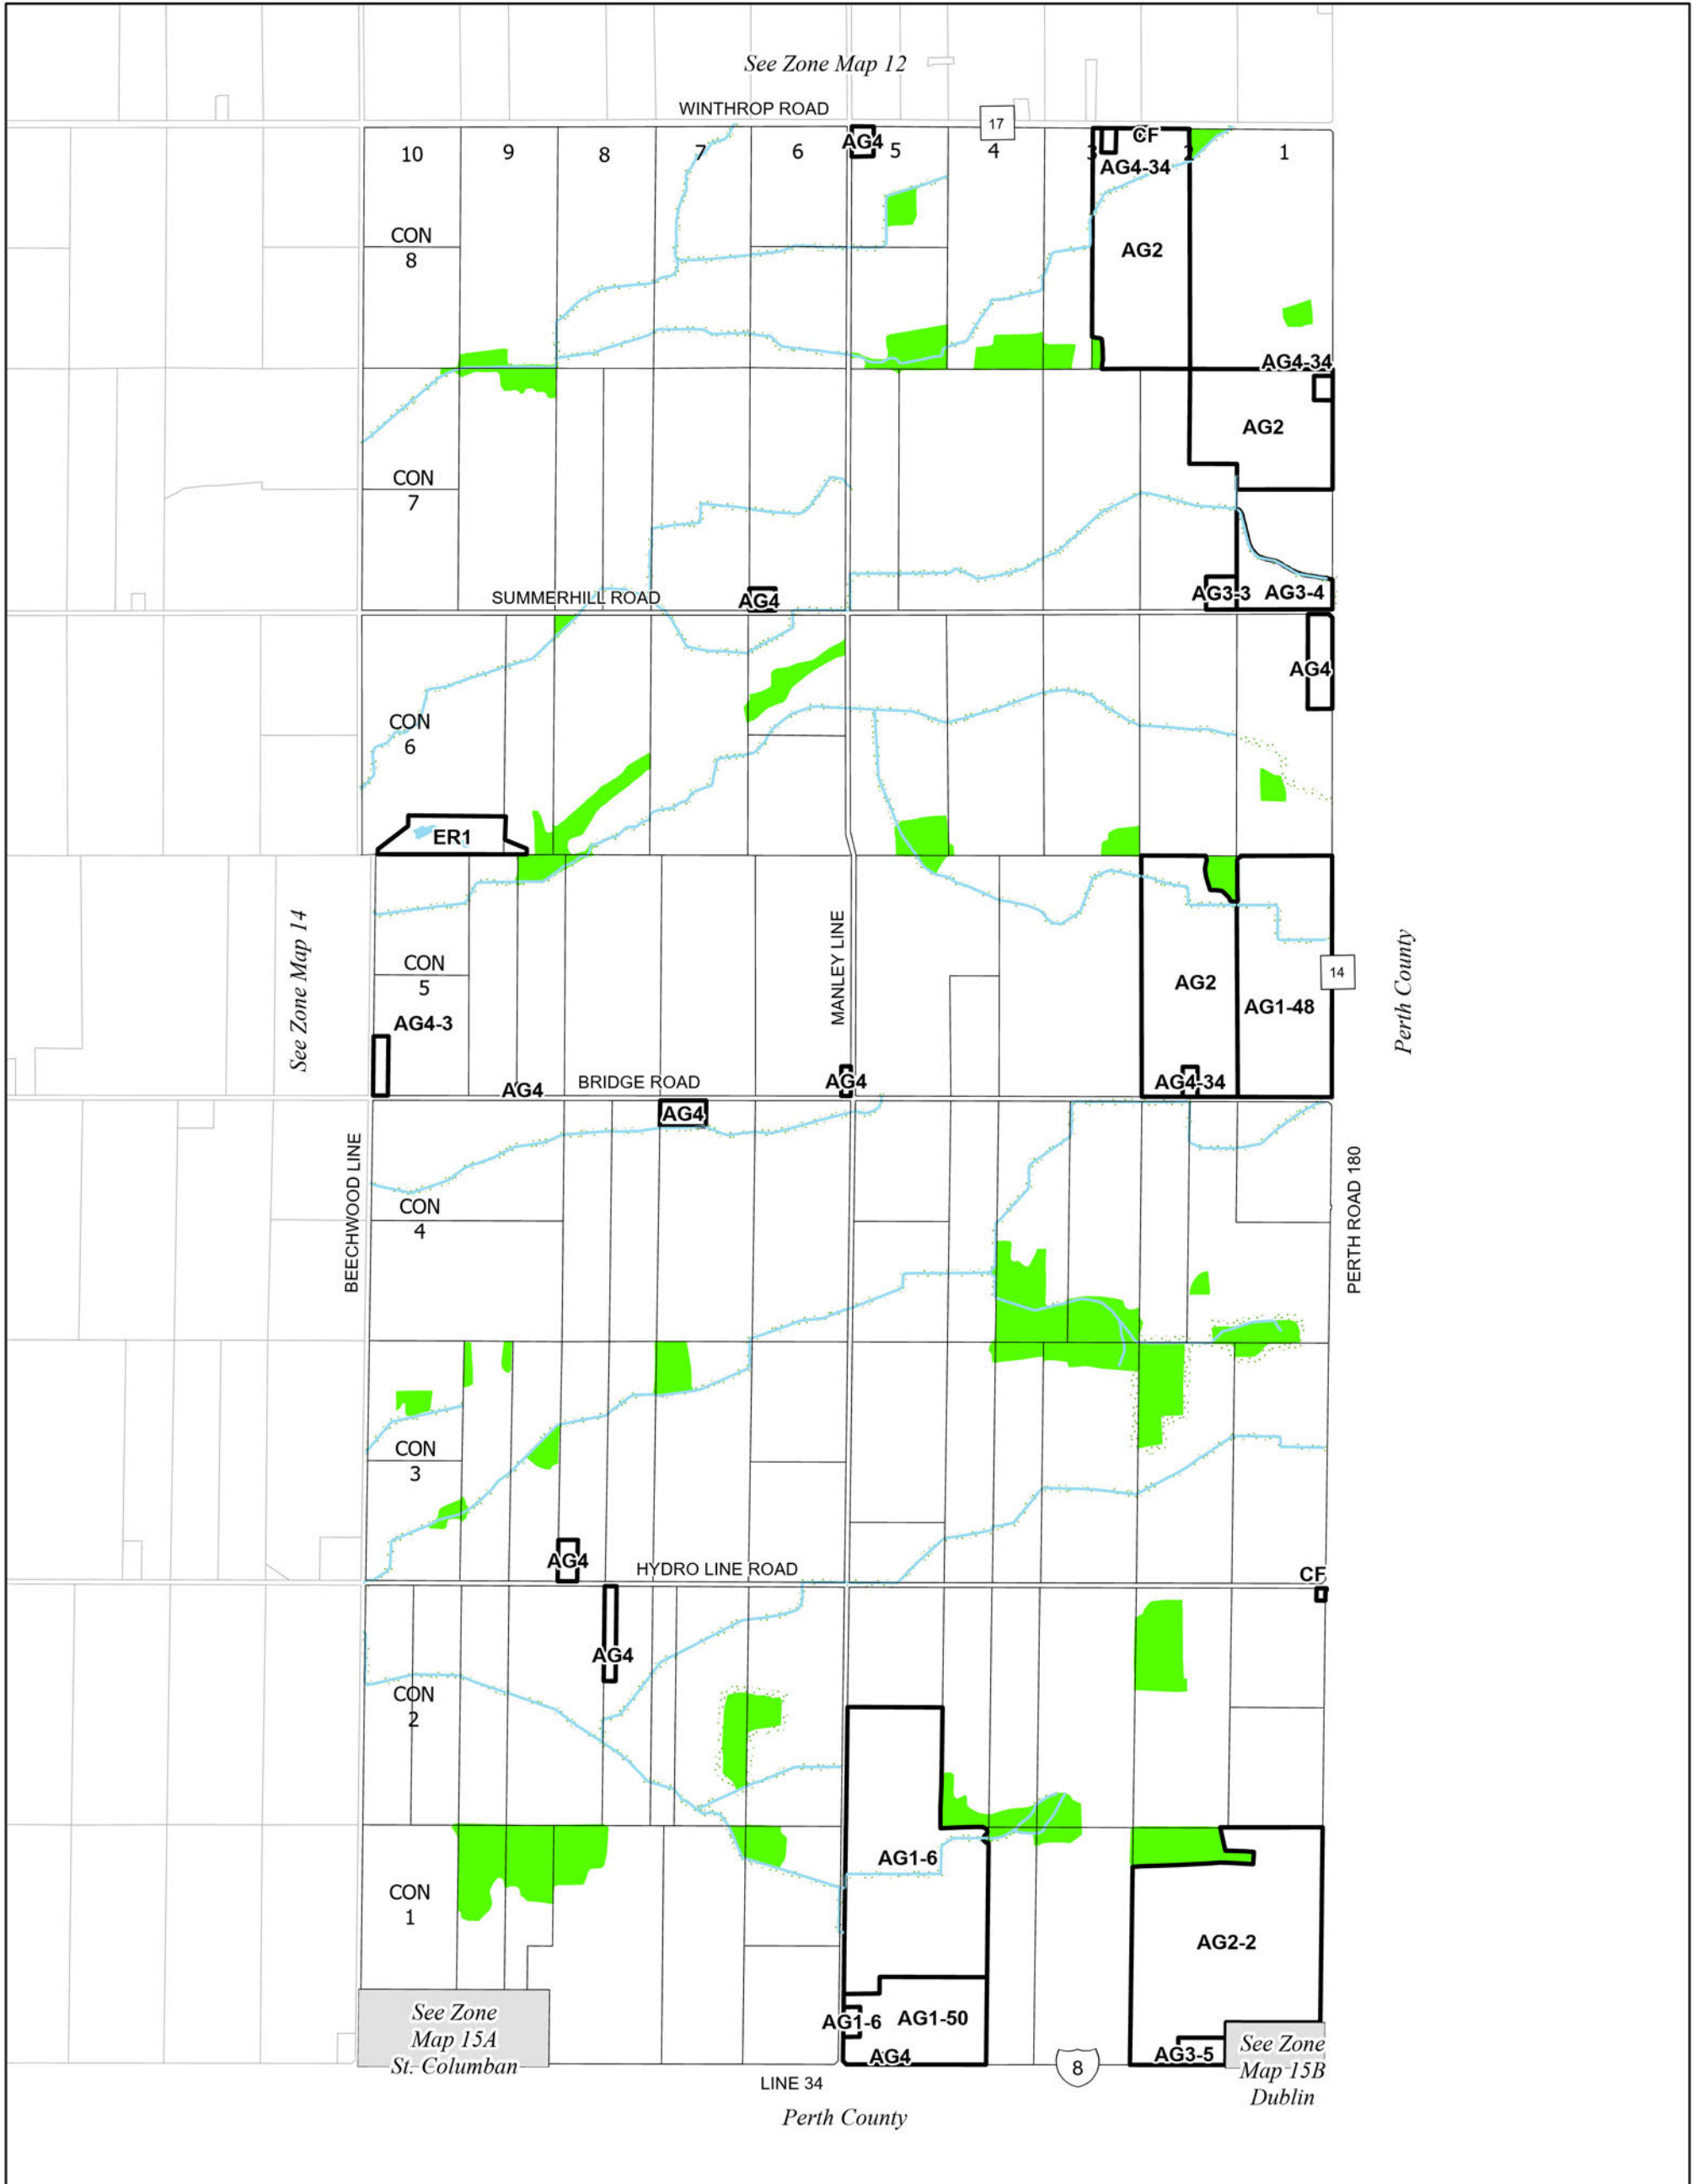 See Zone Map 12
WINTHROP ROAD
17
10
9
8
7
6
AG4
5
4
3
CF
2
1
AG4-34
CON
8
AG2
AG4-34
AG2
CON
7
SUMMERHILL ROAD
AG4
AG3-3
AG3-4
AG4
CON
6
ER1
See Zone Map 14
MANLEY LINE
Perth County
CON
5
14
AG2
AG1-48
AG4-3
AG4
BRIDGE ROAD
AG4
AG4-34
AG4
BEECHWOOD LINE
PERTH ROAD 180
CON
4
CON
3
AG4
HYDRO LINE ROAD
CF
AG4
CON
2
AG1-6
CON
1
AG2-2
See Zone
Map 15A
St. Columban
AG1-6
AG1-50
AG4
8
AG3-5
See Zone
Map 15B
Dublin
LINE 34
Perth County